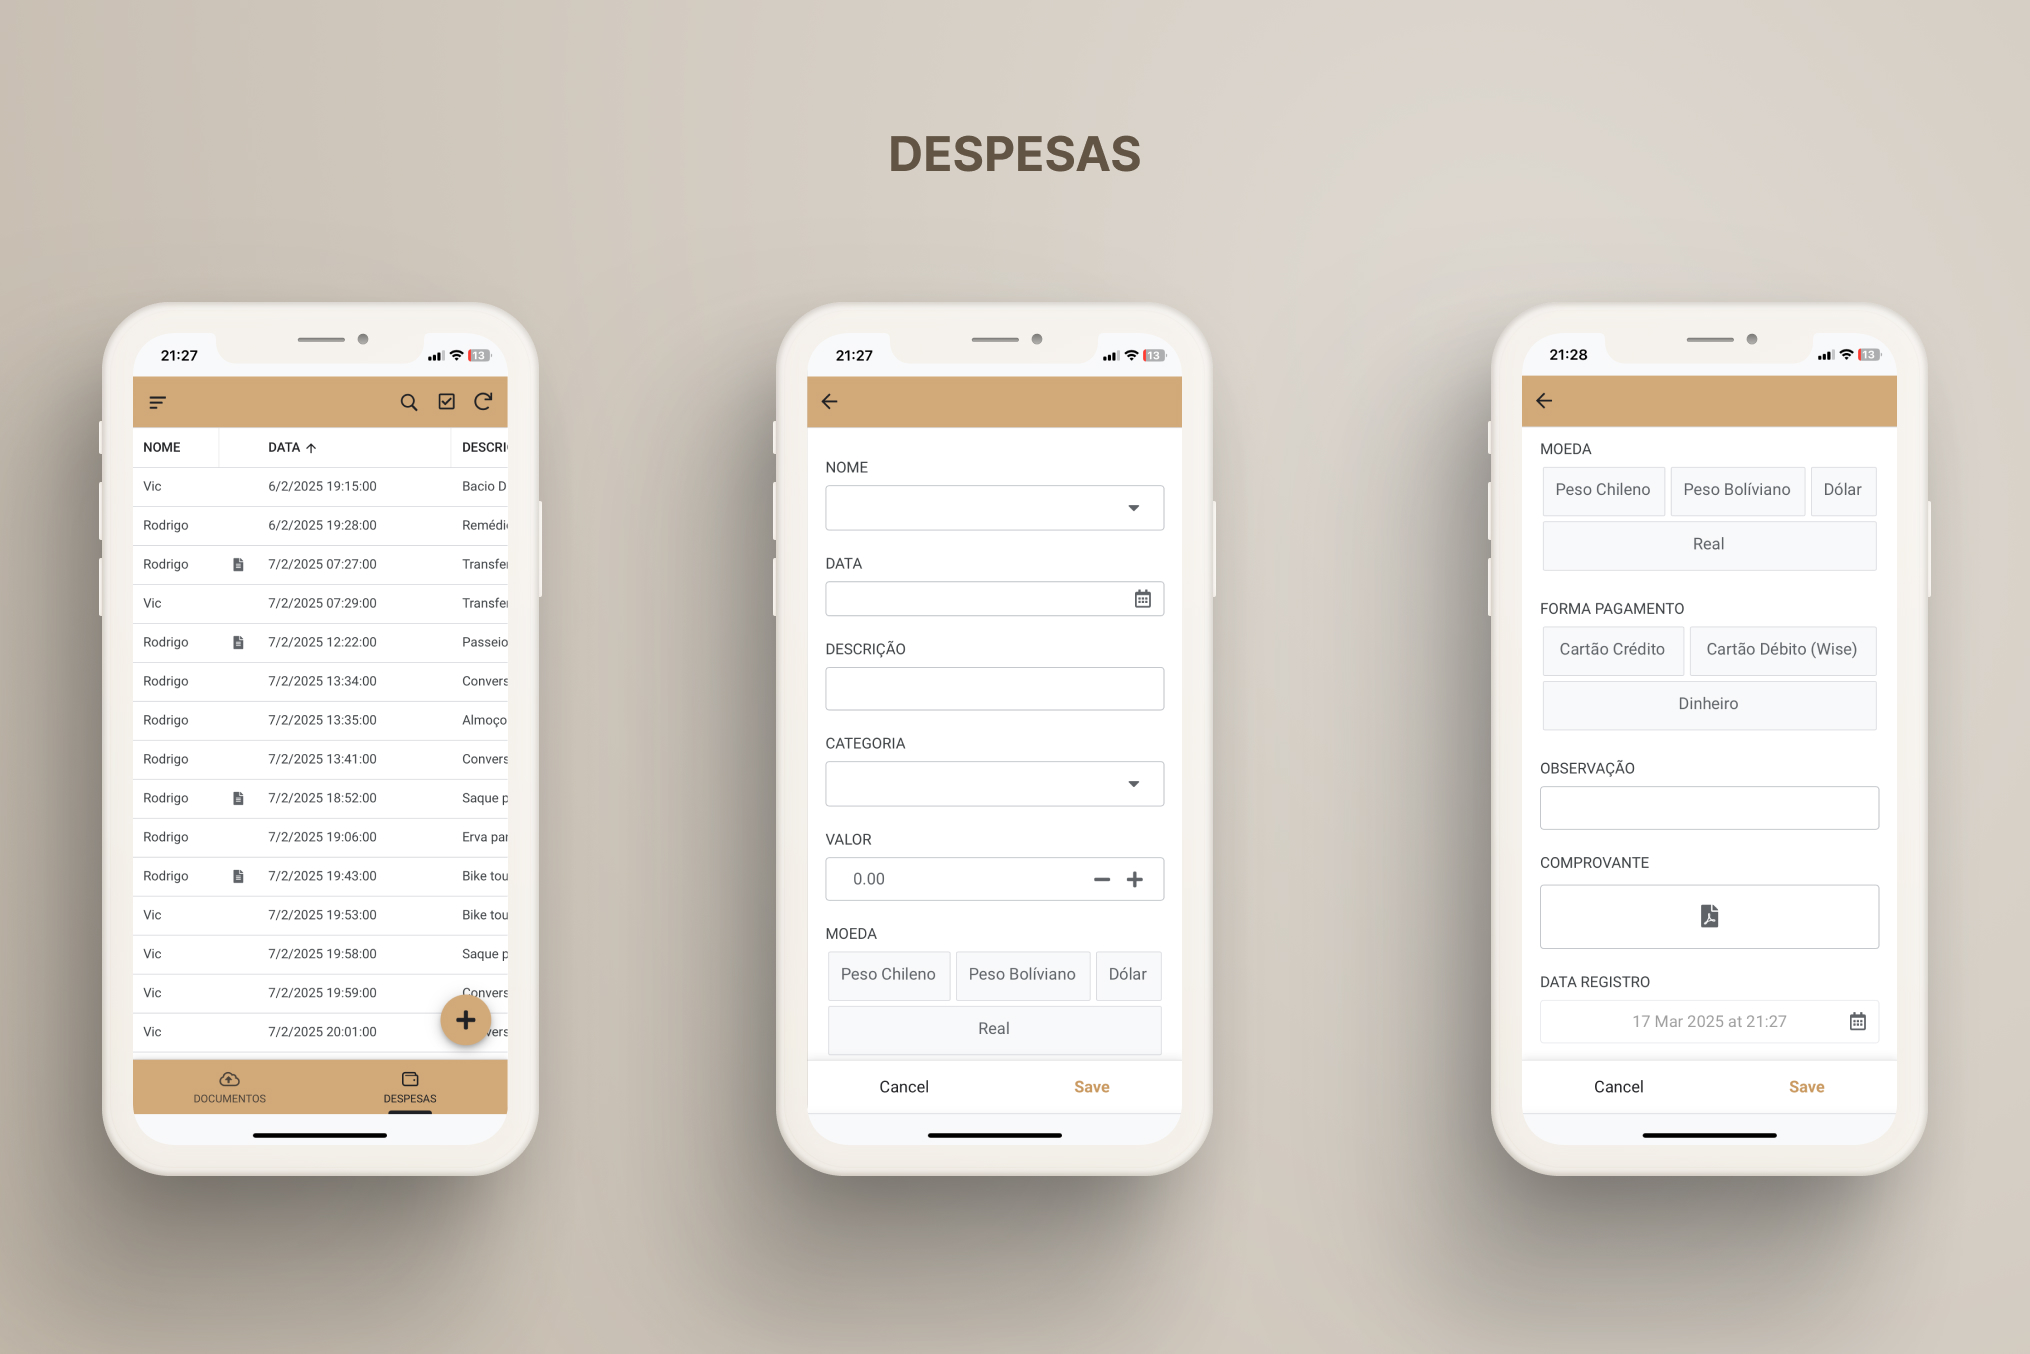 DESPESAS
21:27
13
NOME DATA DESCRI
Vic 6/2/2025 19:15:00 Bacio D
Rodrigo 6/2/2025 19:28:00 Remédi
Rodrigo 7/2/2025 07:27:00 Transfe
Vic 7/2/2025 07:29:00 Transfe
Rodrigo 7/2/2025 12:22:00 Passeio
Rodrigo 7/2/2025 13:34:00 Convers
Rodrigo 7/2/2025 13:35:00 Almoço
Rodrigo 7/2/2025 13:41:00 Convers
Rodrigo 7/2/2025 18:52:00 Saque p
Rodrigo 7/2/2025 19:06:00 Erva par
Rodrigo 7/2/2025 19:43:00 Bike tou
Vic 7/2/2025 19:53:00 Bike tou
Vic 7/2/2025 19:58:00 Saque p
Vic 7/2/2025 19:59:00 Convers
Vic 7/2/2025 20:01:00 vers
DOCUMENTOS DESPESAS
21:27
13
NOME
DATA
DESCRIÇÃO
CATEGORIA
VALOR
0.00
MOEDA
Peso Chileno Peso Bolíviano Dólar
Real
Cancel Save
21:28
13
MOEDA
Peso Chileno Peso Bolíviano Dólar
Real
FORMA PAGAMENTO
Cartão Crédito Cartão Débito (Wise)
Dinheiro
OBSERVAÇÃO
COMPROVANTE
DATA REGISTRO
17 Mar 2025 at 21:27
Cancel Save